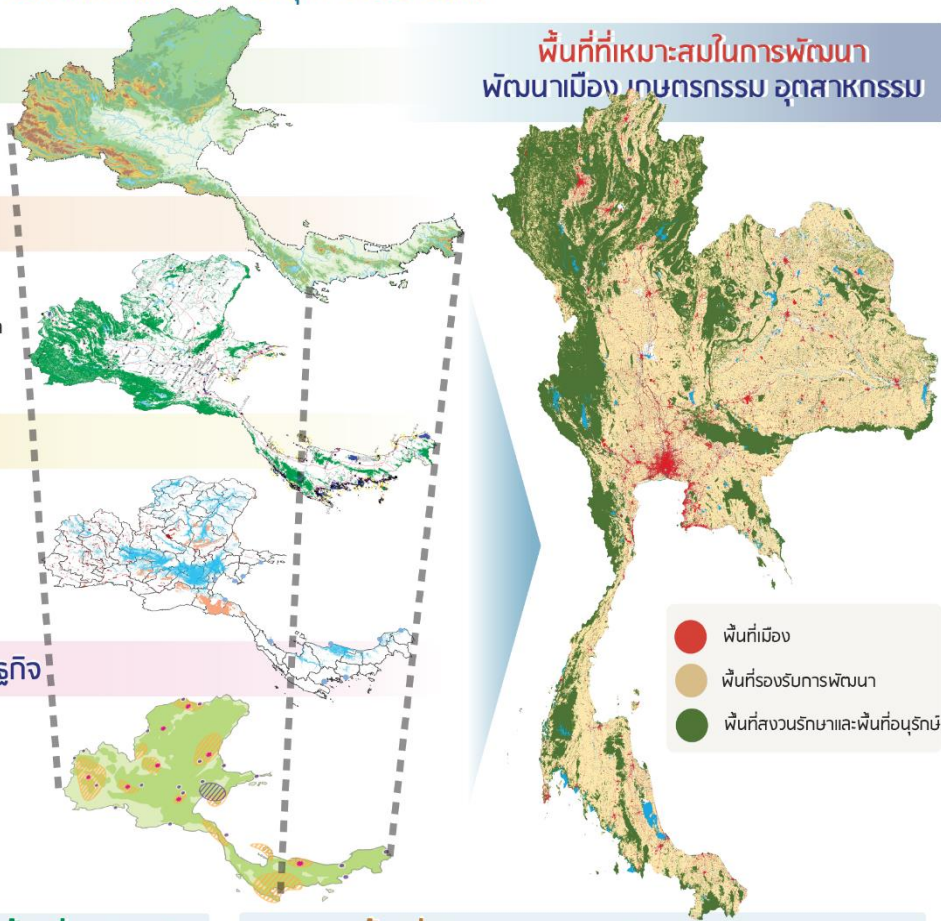 พื้นที่ที่เหมาะสมในการพัฒนา
พัฒนาเมือง เกษตรกรรม อุตสาหกรรม
พื้นที่เมือง
พื้นที่รองรับการพัฒนา
พื้นที่สงวนรักษาและพื้นที่อนุรักษ์